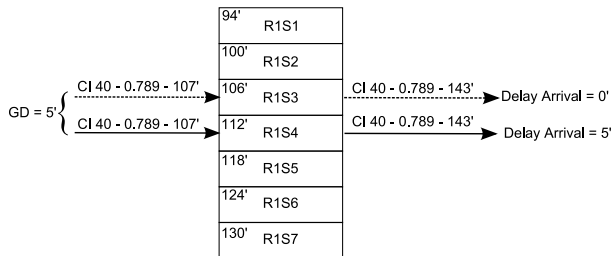 94'
R1S1
100'
R1S2
CI 40 - 0.789 - 107'
106'
R1S3
CI 40 - 0.789 - 143'
Delay Arrival = 0'
GD = 5'
CI 40 - 0.789 - 107'
112'
R1S4
CI 40 - 0.789 - 143'
Delay Arrival = 5'
118'
R1S5
124'
R1S6
130'
R1S7